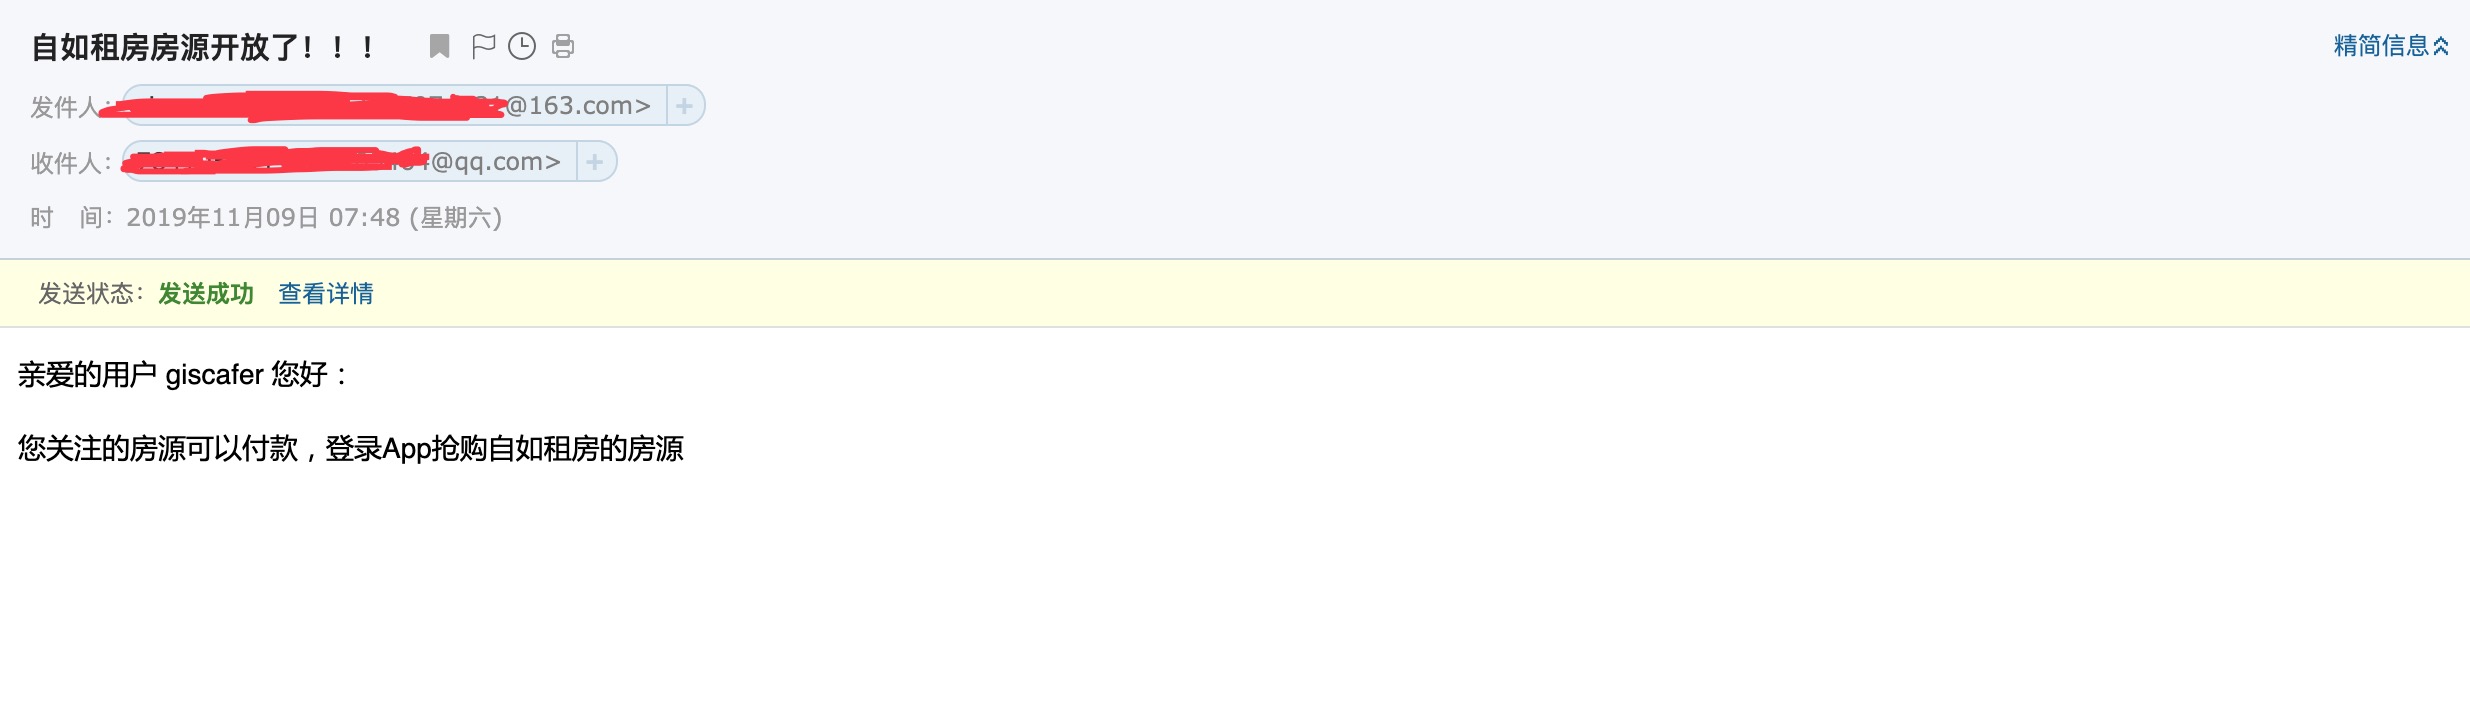 自如租房房源开放了！！！
精简信息
发件人：@163.com>
收件人：@qq.com>
时 间：2019年11月09日 07:48 (星期六)
发送状态：发送成功 查看详情
亲爱的用户 giscafer 您好：
您关注的房源可以付款，登录App抢购自如租房的房源